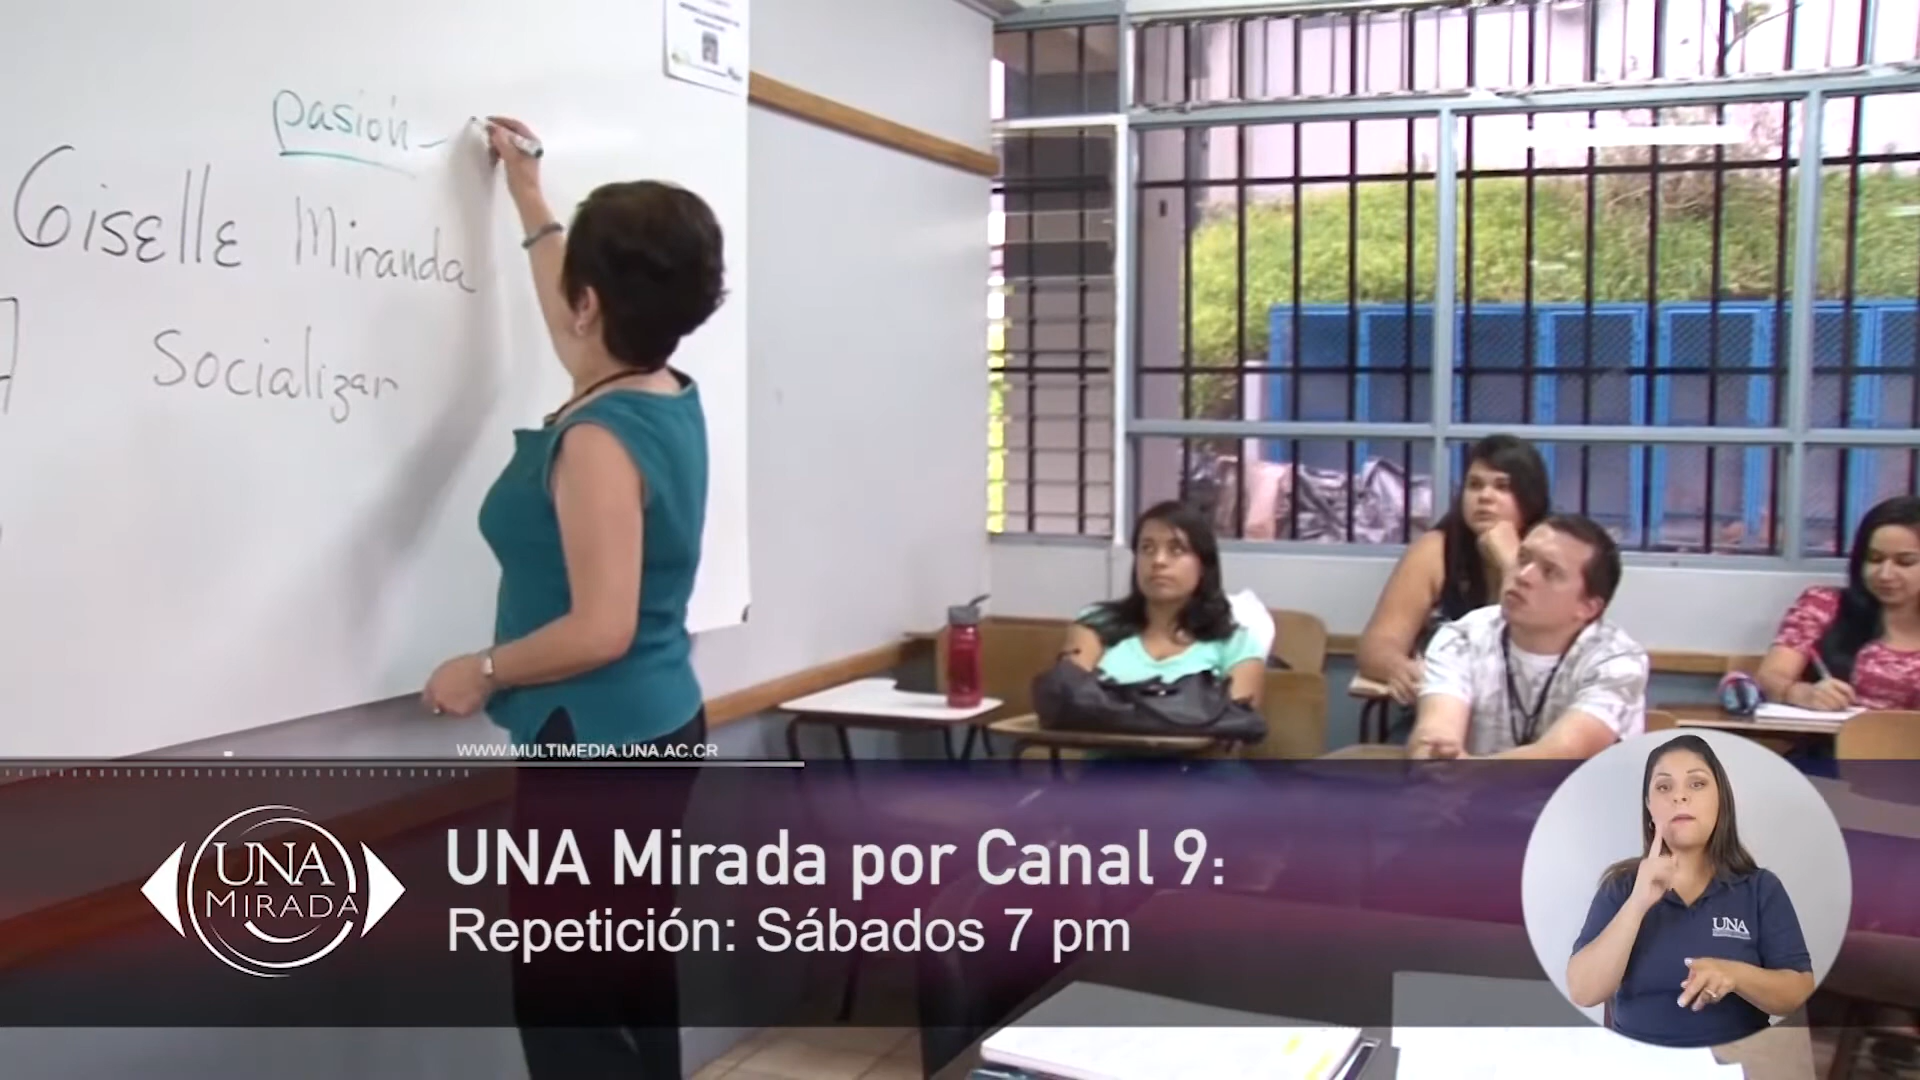 pasión
Giselle Miranda
Socializar
WWW.MULTIMEDIA.UNA.AC.CR
UNA
MIRADA
UNA Mirada por Canal 9:
Repetición: Sábados 7 pm
UNA